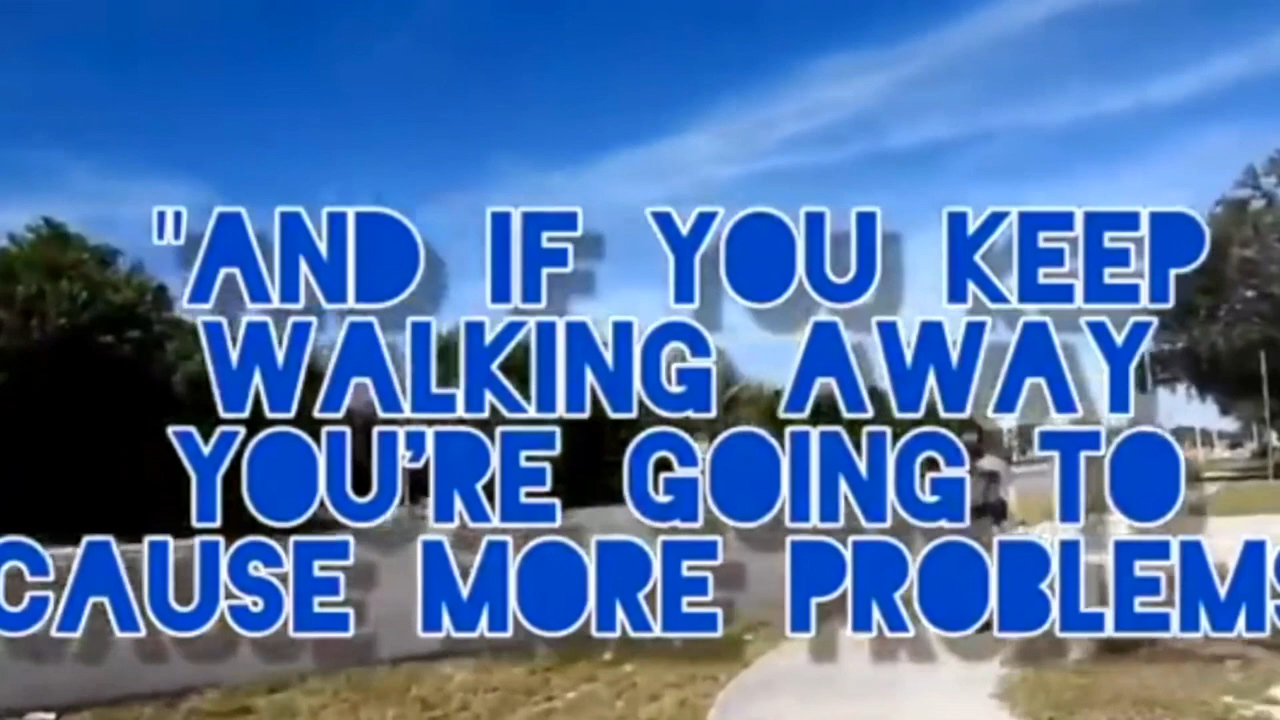 "AND IF YOU KEEP
WALKING AWAY
YOU'RE GOING TO
CAUSE MORE PROBLEMS